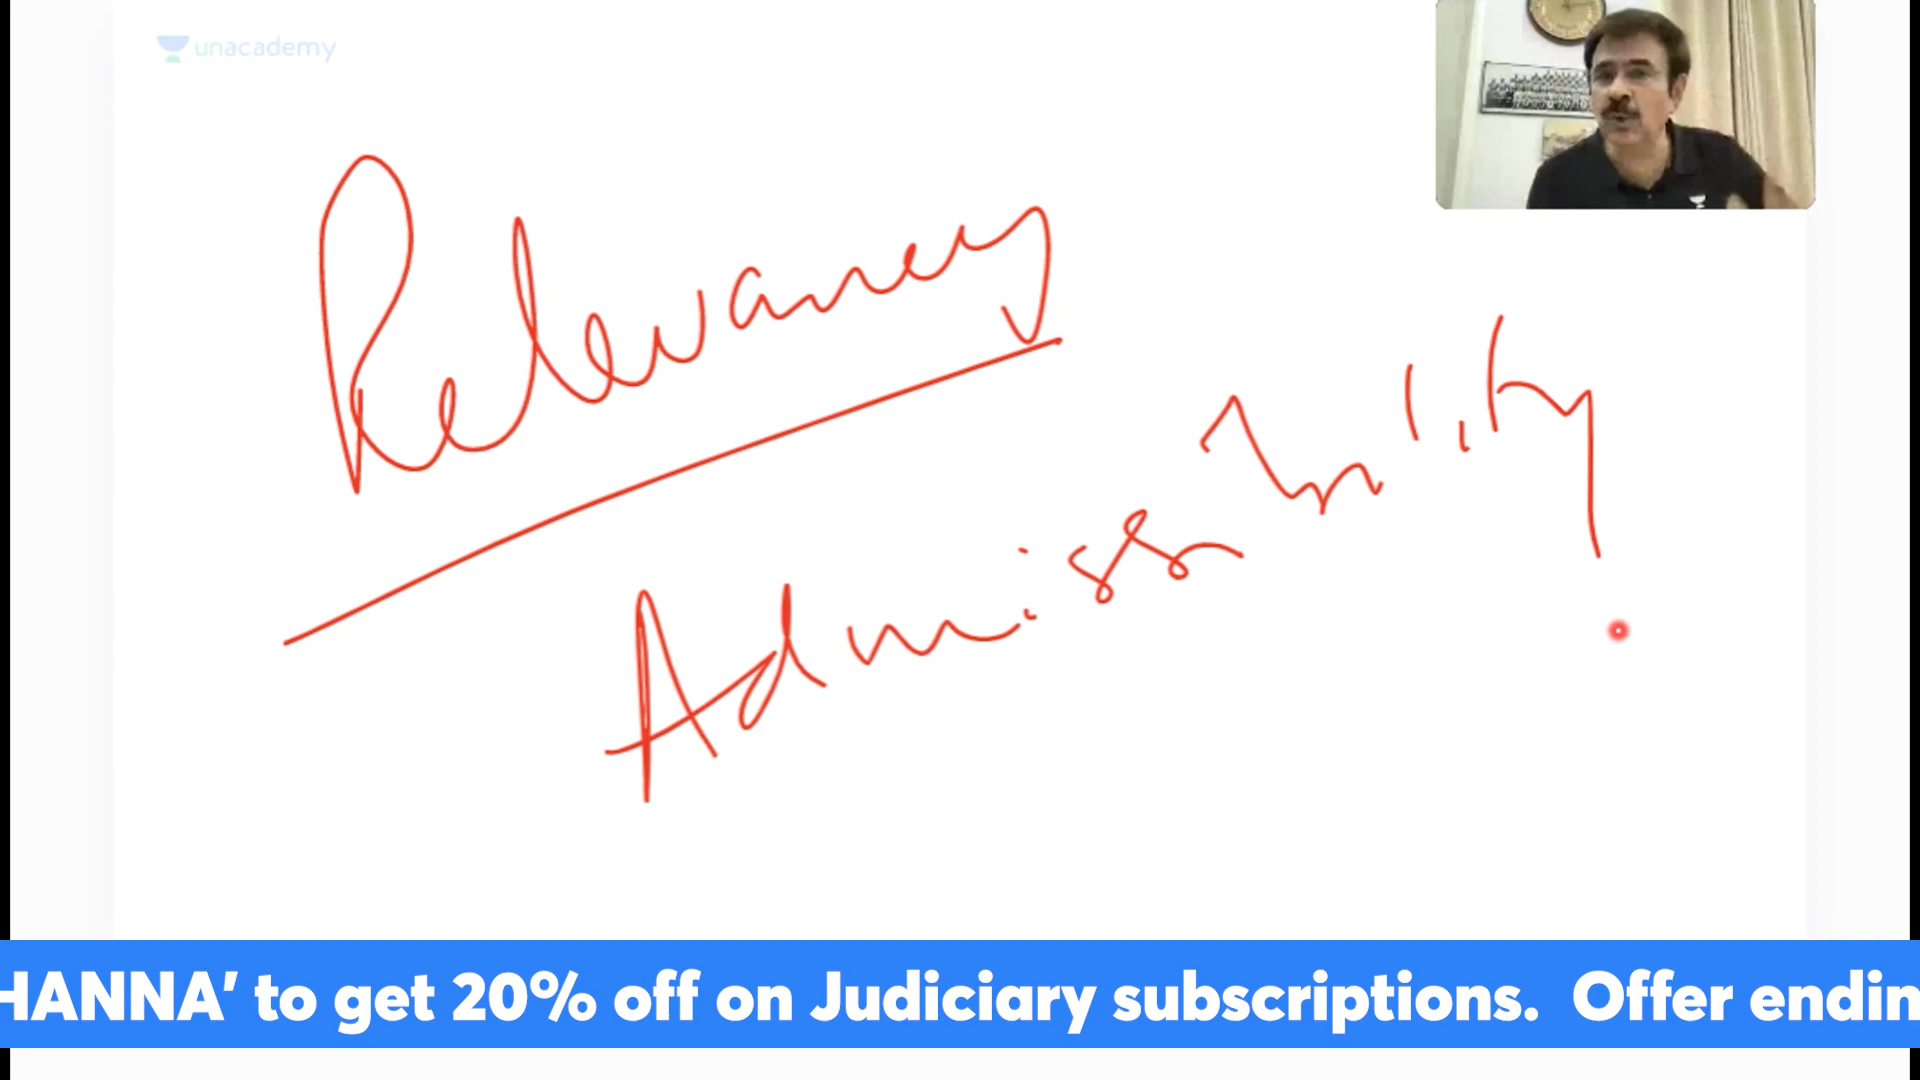 unacademy
Relevancy
Admissibility
HANNA' to get 20% off on Judiciary subscriptions. Offer endin